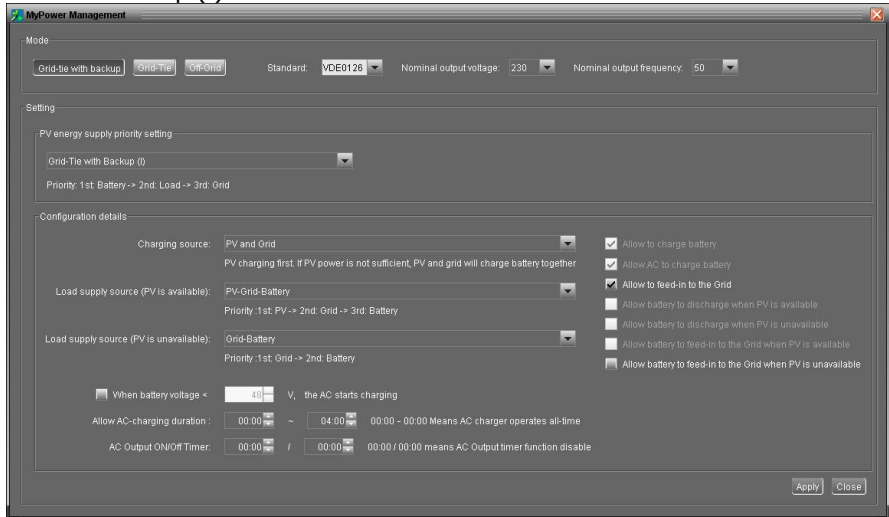 MyPower Management
Mode
Grid-tie with backup Grid-Tie Off-Grid Standard: VDE0126 Nominal output voltage: 230 Nominal output frequency: 50
Setting
PV energy supply priority setting
Grid-Tie with Backup (I)
Priority: 1st: Battery -> 2nd: Load -> 3rd: Grid
Configuration details
Charging source: PV and Grid
PV charging first. If PV power is not sufficient, PV and grid will charge battery together
Load supply source (PV is available): PV-Grid-Battery
Priority :1st: PV -> 2nd: Grid -> 3rd: Battery
Load supply source (PV is unavailable): Grid-Battery
Priority :1st: Grid -> 2nd: Battery
Allow to charge battery
Allow AC to charge battery
Allow to feed-in to the Grid
Allow battery to discharge when PV is available
Allow battery to discharge when PV is unavailable
Allow battery to feed-in to the Grid when PV is available
Allow battery to feed-in to the Grid when PV is unavailable
When battery voltage < 48 V, the AC starts charging
Allow AC-charging duration : 00:00 ~ 04:00 00:00 - 00:00 Means AC charger operates all-time
AC Output ON/Off Timer: 00:00 / 00:00 00:00 / 00:00 means AC Output timer function disable
Apply Close